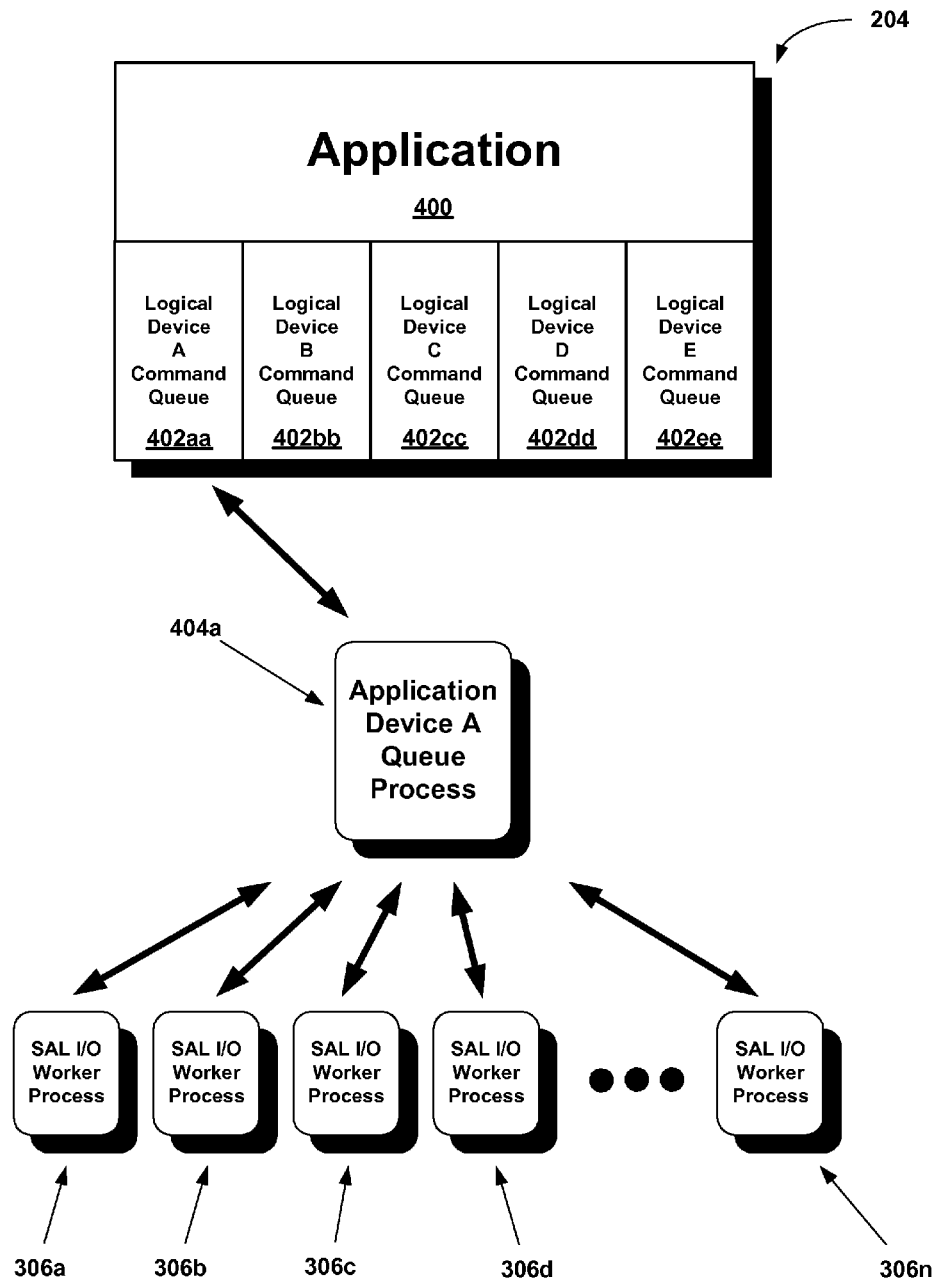 204
Application
400
Logical
Device
A
Command
Queue
402aa
Logical
Device
B
Command
Queue
402bb
Logical
Device
C
Command
Queue
402cc
Logical
Device
D
Command
Queue
402dd
Logical
Device
E
Command
Queue
402ee
404a
Application
Device A
Queue
Process
SAL I/O
Worker
Process
SAL I/O
Worker
Process
SAL I/O
Worker
Process
SAL I/O
Worker
Process
SAL I/O
Worker
Process
306a
306b
306c
306d
306n